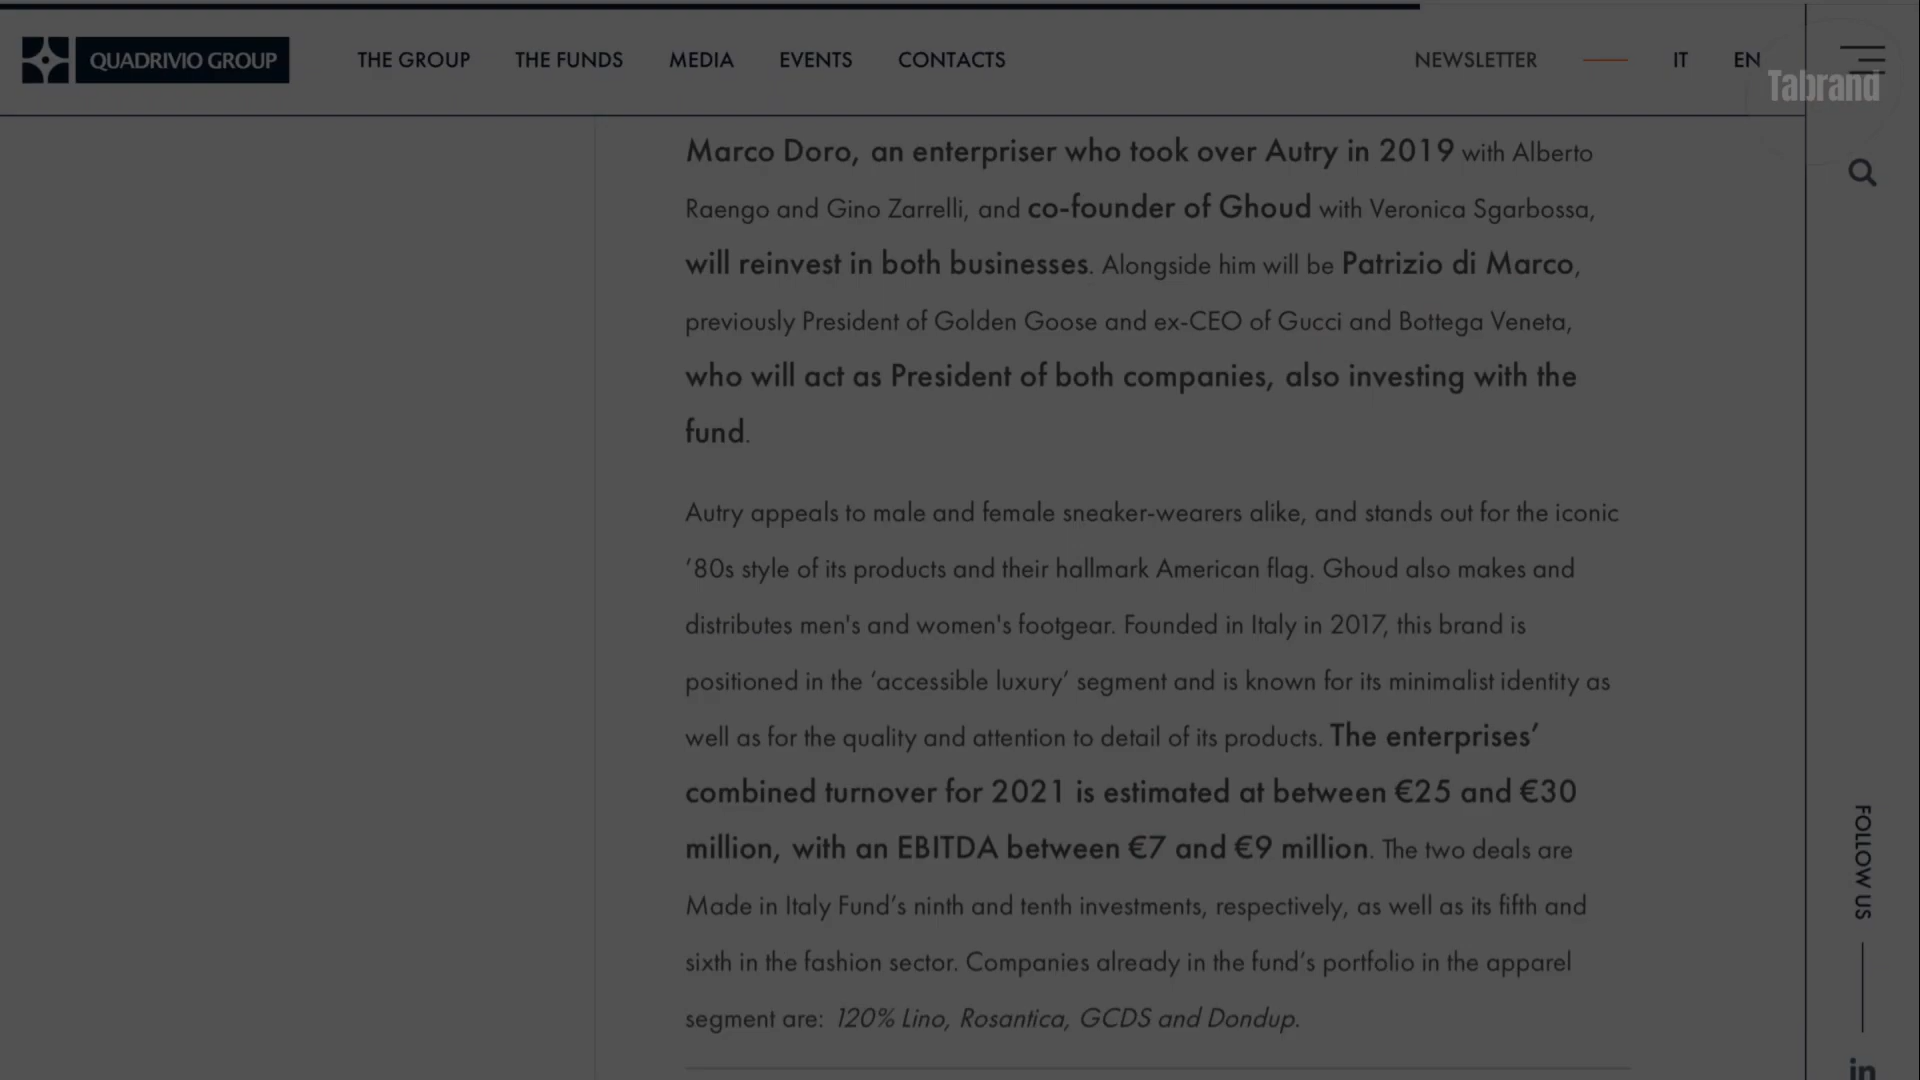 QUADRIVIO GROUP THE GROUP THE FUNDS MEDIA EVENTS CONTACTS NEWSLETTER IT EN
Tabrand
Marco Doro, an enterpriser who took over Autry in 2019 with Alberto
Raengo and Gino Zarrelli, and co-founder of Ghoud with Veronica Sgarbossa,
will reinvest in both businesses. Alongside him will be Patrizio di Marco,
previously President of Golden Goose and ex-CEO of Gucci and Bottega Veneta,
who will act as President of both companies, also investing with the
fund.
Autry appeals to male and female sneaker-wearers alike, and stands out for the iconic
‘80s style of its products and their hallmark American flag. Ghoud also makes and
distributes men's and women's footgear. Founded in Italy in 2017, this brand is
positioned in the ‘accessible luxury’ segment and is known for its minimalist identity as
well as for the quality and attention to detail of its products. The enterprises’
combined turnover for 2021 is estimated at between €25 and €30
million, with an EBITDA between €7 and €9 million. The two deals are
Made in Italy Fund’s ninth and tenth investments, respectively, as well as its fifth and
sixth in the fashion sector. Companies already in the fund’s portfolio in the apparel
segment are: 120% Lino, Rosantica, GCDS and Dondup.
FOLLOW US
in